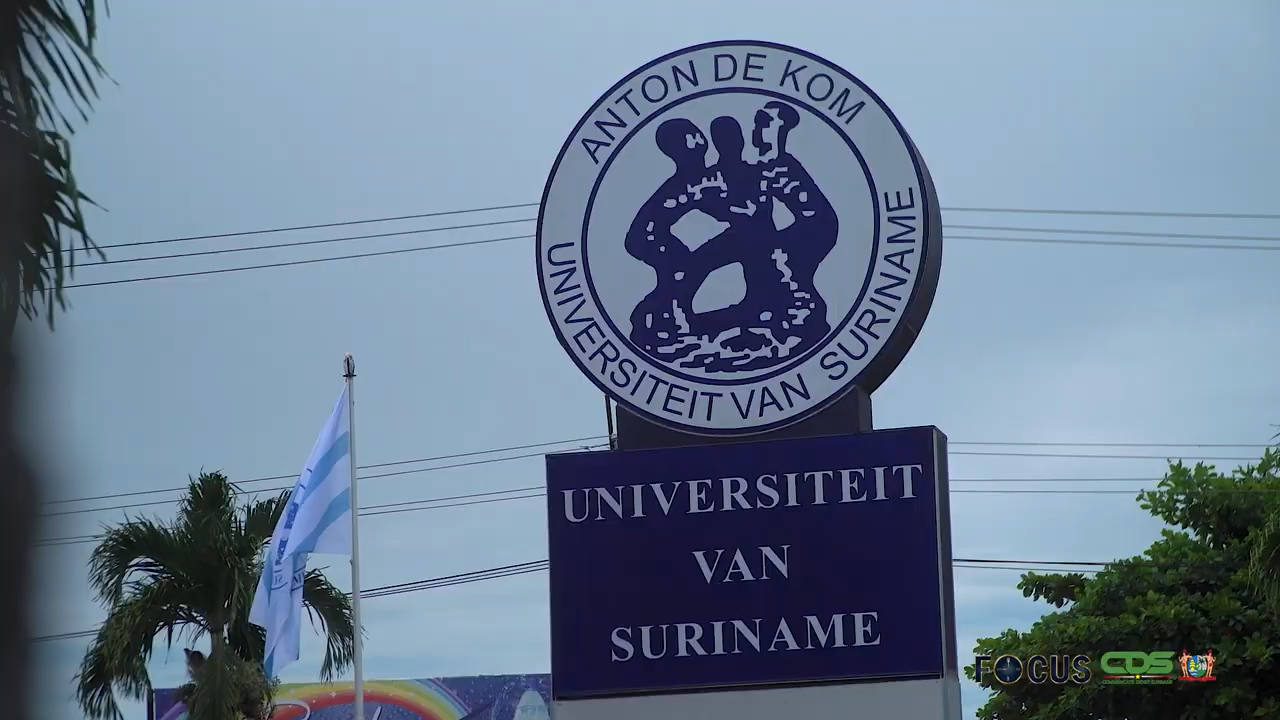 ANTON DE KOM
UNIVERSITEIT VAN SURINAME
UNIVERSITEIT
VAN
SURINAME
FOCUS
CDS